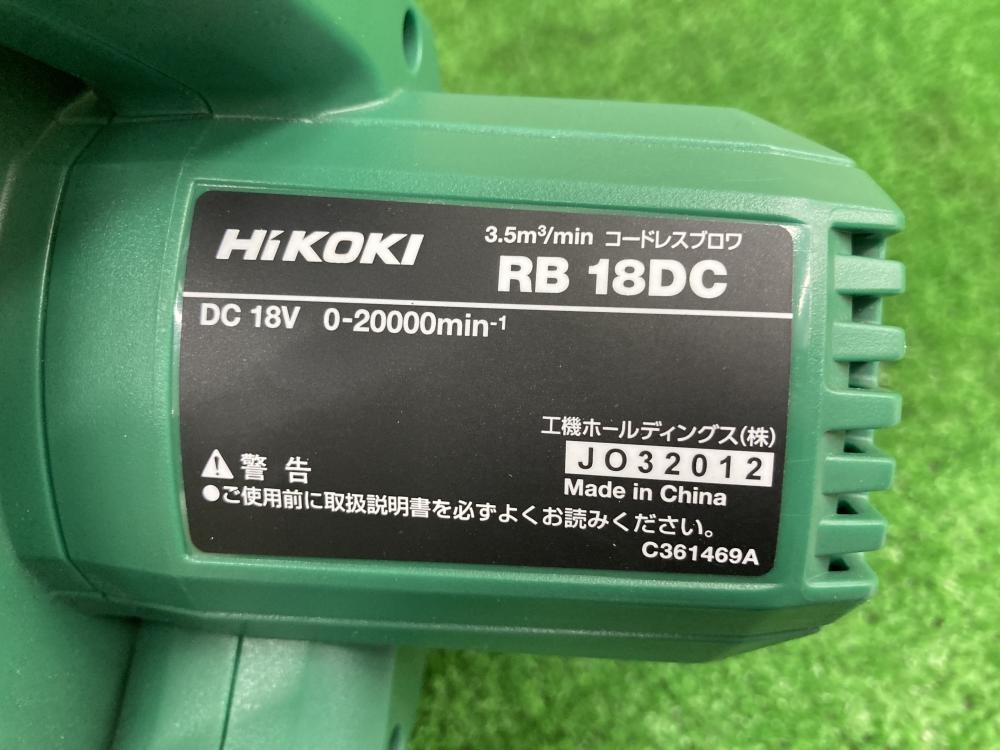 HiKOKI
3.5m³/min コードレスブロワ
RB 18DC
DC 18V 0-20000min-1
工機ホールディングス(株)
JO32012
Made in China
⚠警告
●ご使用前に取扱説明書を必ずよくお読みください。
C361469A